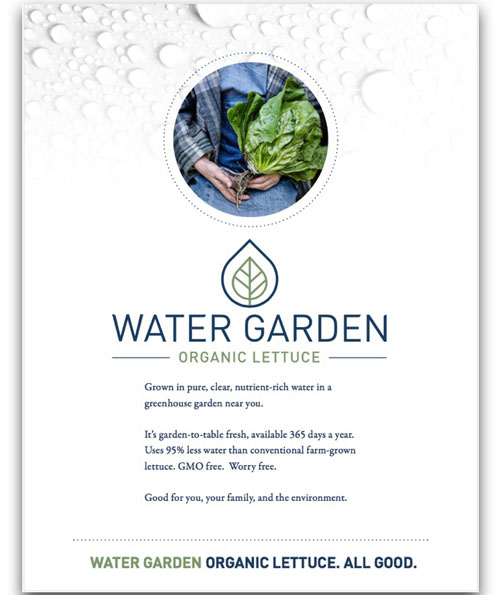 WATER GARDEN
ORGANIC LETTUCE
Grown in pure, clear, nutrient-rich water in a
greenhouse garden near you.
It's garden-to-table fresh, available 365 days a year.
Uses 95% less water than conventional farm-grown
lettuce. GMO free.  Worry free.
Good for you, your family, and the environment.
WATER GARDEN ORGANIC LETTUCE. ALL GOOD.